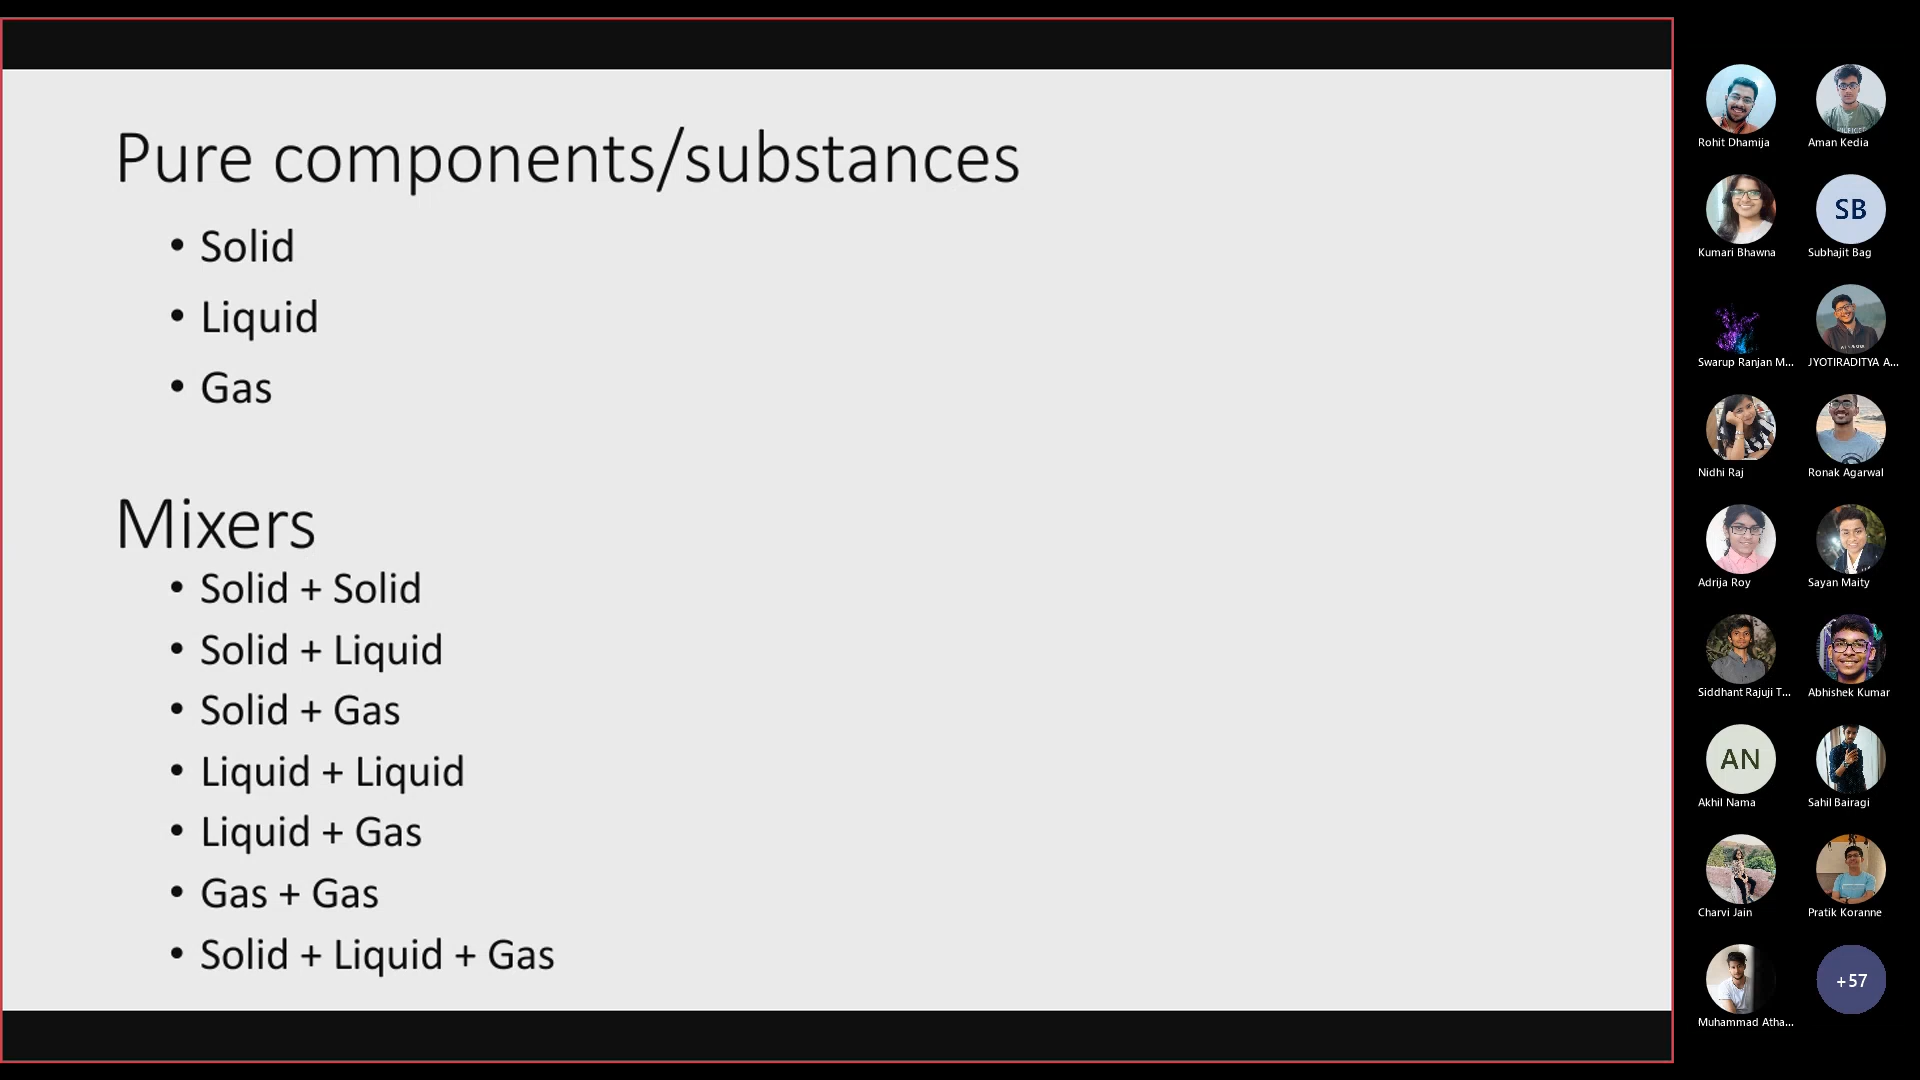 Pure components/substances
• Solid
• Liquid
• Gas
Mixers
• Solid + Solid
• Solid + Liquid
• Solid + Gas
• Liquid + Liquid
• Liquid + Gas
• Gas + Gas
• Solid + Liquid + Gas
Rohit Dhamija
Aman Kedia
Kumari Bhawna
SB
Subhajit Bag
Swarup Ranjan M...
JYOTIRADITYA A...
Nidhi Raj
Ronak Agarwal
Adrija Roy
Sayan Maity
Siddhant Rajuji T...
Abhishek Kumar
AN
Akhil Nama
Sahil Bairagi
Charvi Jain
Pratik Koranne
Muhammad Atha...
+57